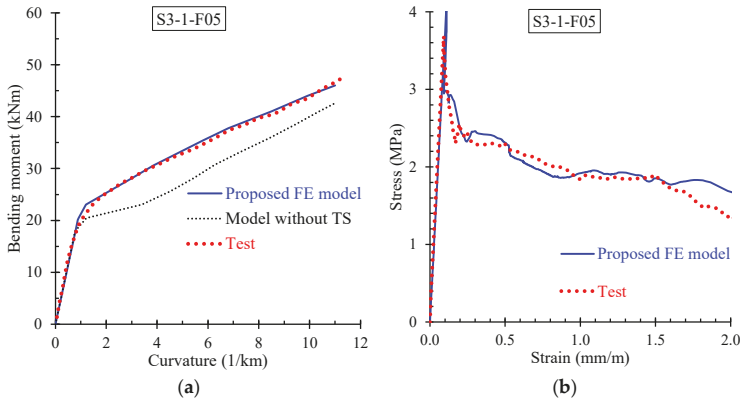 S3-1-F05
60
50
40
30
20
10
0
Bending moment (kNm)
Proposed FE model
Model without TS
Test
0 2 4 6 8 10 12
Curvature (1/km)
(a)
S3-1-F05
4
3
2
1
0
Stress (MPa)
Proposed FE model
Test
0.0 0.5 1.0 1.5 2.0
Strain (mm/m)
(b)